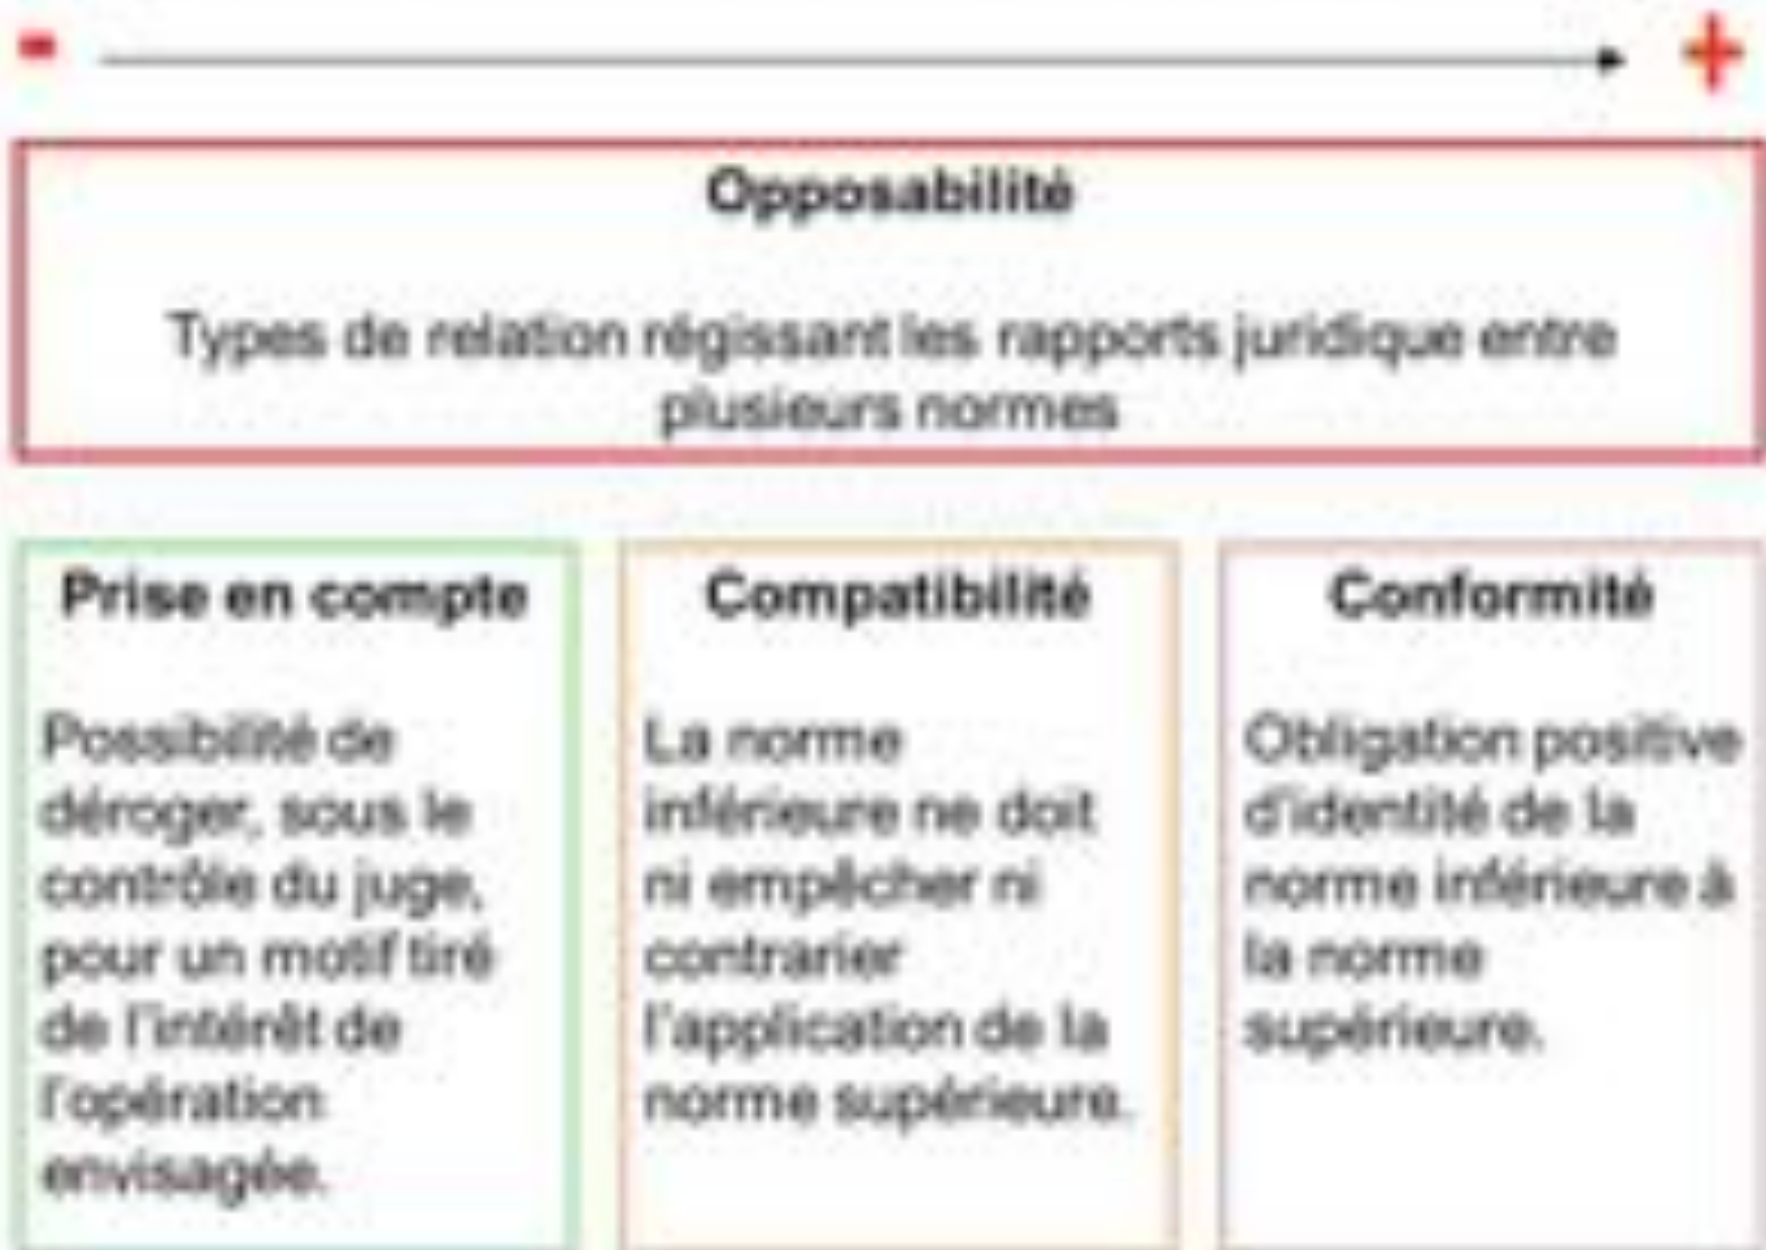 - +
Opposabilité
Types de relation régissant les rapports juridique entre
plusieurs normes
Prise en compte
Possibilité de
déroger, sous le
contrôle du juge,
pour un motif tiré
de l'intérêt de
l'opération
envisagée.
Compatibilité
La norme
inférieure ne doit
ni empêcher ni
contrarier
l'application de la
norme supérieure.
Conformité
Obligation positive
d'identité de la
norme inférieure à
la norme
supérieure.